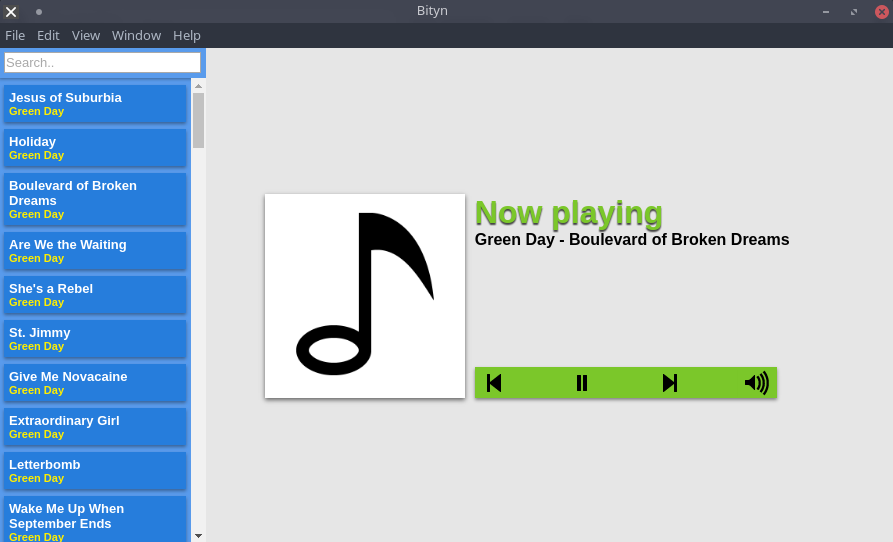 Bityn
File Edit View Window Help
Search..
Jesus of Suburbia
Green Day
Holiday
Green Day
Boulevard of Broken
Dreams
Green Day
Are We the Waiting
Green Day
She's a Rebel
Green Day
St. Jimmy
Green Day
Give Me Novacaine
Green Day
Extraordinary Girl
Green Day
Letterbomb
Green Day
Wake Me Up When
September Ends
Green Day
Now playing
Green Day - Boulevard of Broken Dreams